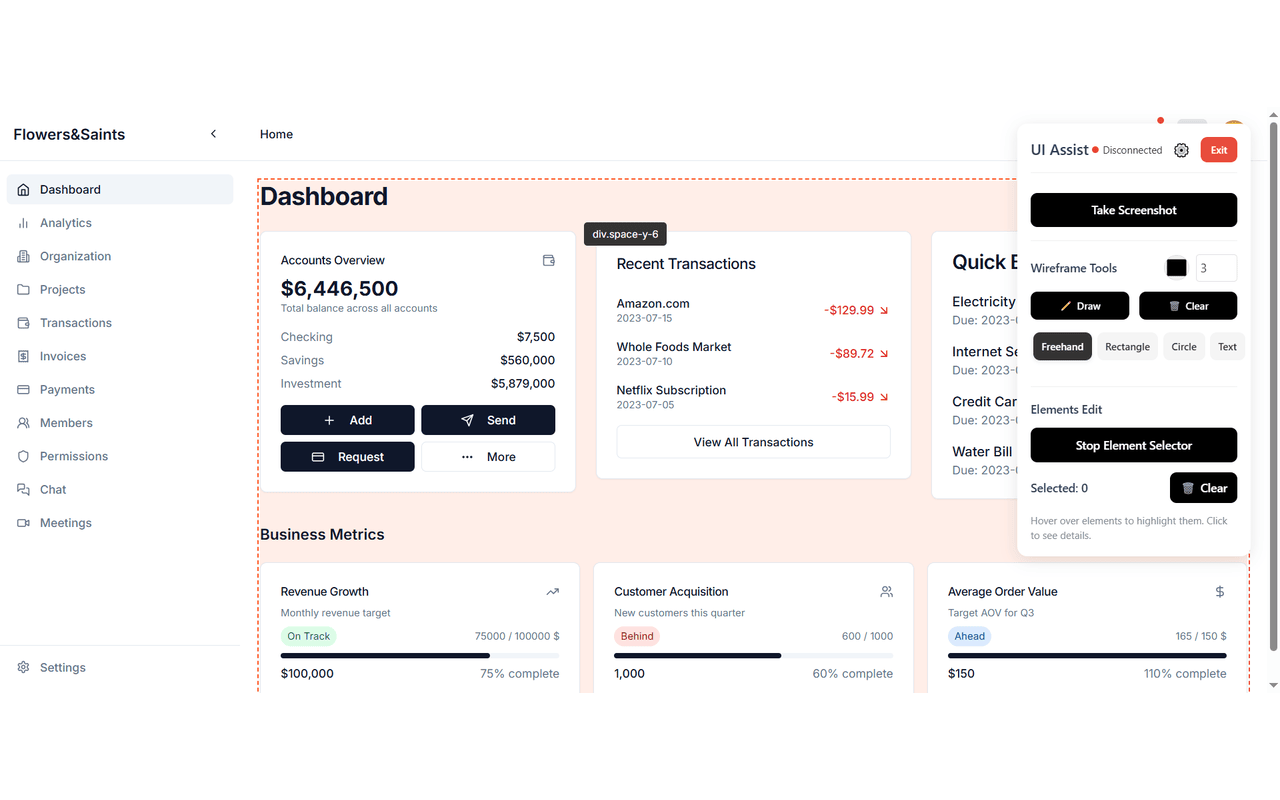 Flowers&Saints
Home
Dashboard
Analytics
Organization
Projects
Transactions
Invoices
Payments
Members
Permissions
Chat
Meetings
Settings
Dashboard
div.space-y-6
Accounts Overview
$6,446,500
Total balance across all accounts
Checking $7,500
Savings $560,000
Investment $5,879,000
Add Send
Request More
Recent Transactions
Amazon.com -$129.99
2023-07-15
Whole Foods Market -$89.72
2023-07-10
Netflix Subscription -$15.99
2023-07-05
View All Transactions
Quick
Electricity
Due: 2023-
Internet
Due: 2023-
Credit
Due: 2023-
Water Bill
Due: 2023-
Business Metrics
Revenue Growth
Monthly revenue target
On Track 75000 / 100000 $
$100,000 75% complete
Customer Acquisition
New customers this quarter
Behind 600 / 1000
1,000 60% complete
Average Order Value
Target AOV for Q3
Ahead 165 / 150 $
$150 110% complete
UI Assist Disconnected Exit
Take Screenshot
Wireframe Tools 3
Draw Clear
Freehand Rectangle Circle Text
Elements Edit
Stop Element Selector
Selected: 0 Clear
Hover over elements to highlight them. Click
to see details.